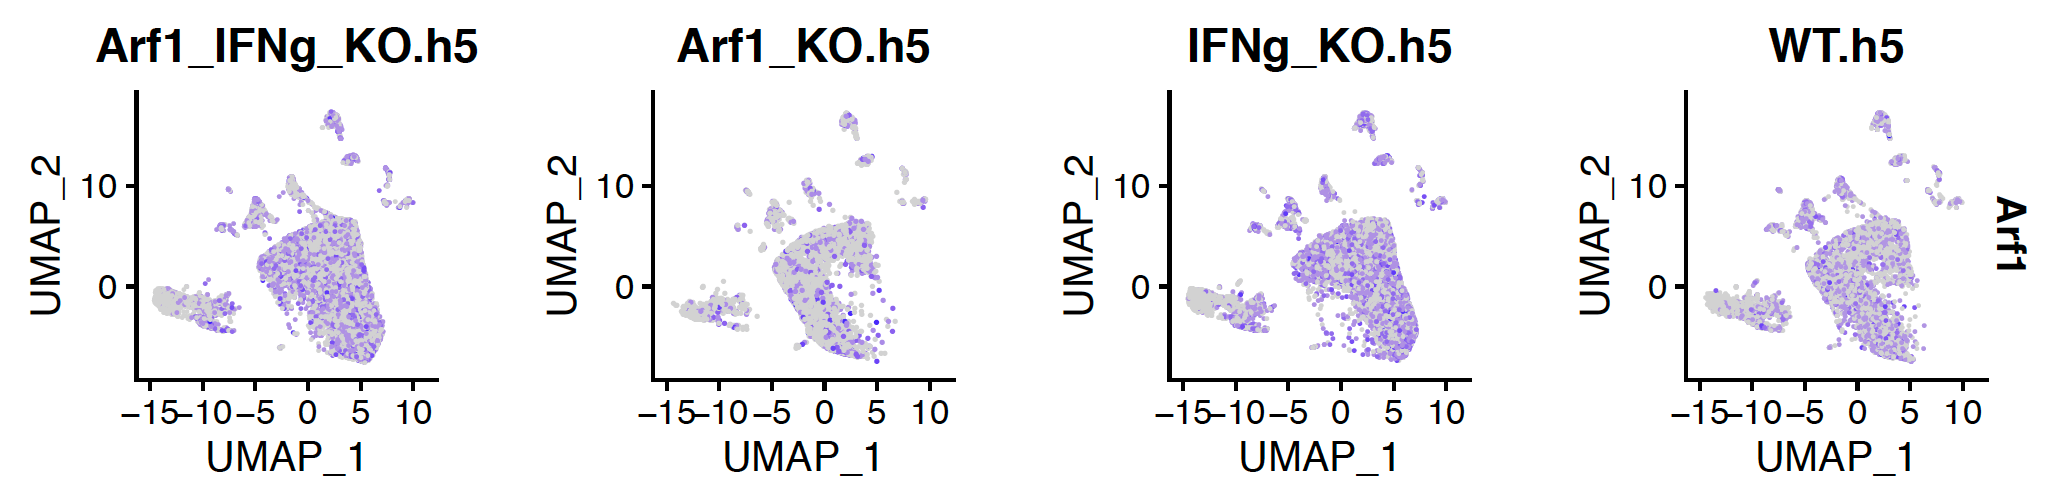 Arf1_IFNg_KO.h5 Arf1_KO.h5 IFNg_KO.h5 WT.h5
UMAP_2 10 0 UMAP_2 10 0 UMAP_2 10 0 UMAP_2 10 0 Arf1
−15 −10 −5 0 5 10 −15 −10 −5 0 5 10 −15 −10 −5 0 5 10 −15 −10 −5 0 5 10
UMAP_1 UMAP_1 UMAP_1 UMAP_1